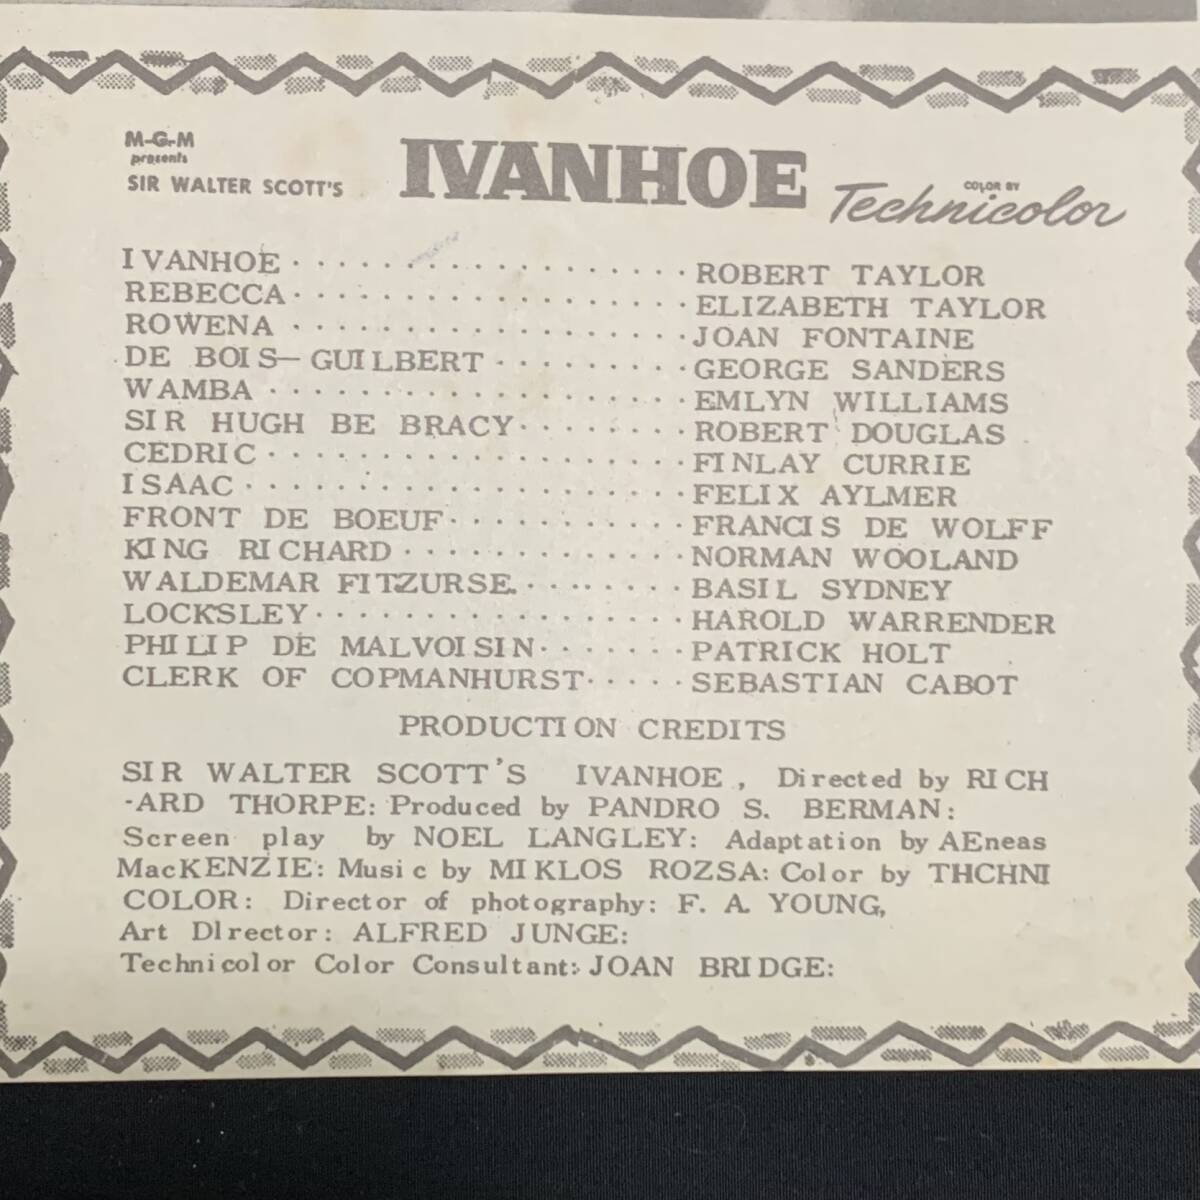 M-G-M
presents
SIR WALTER SCOTT'S
IVANHOE
COLOR BY
Technicolor
IVANHOE · · · · · · · · · · · · · · · · · · ROBERT TAYLOR
REBECCA · · · · · · · · · · · · · · · · · · ELIZABETH TAYLOR
ROWENA · · · · · · · · · · · · · · · · · · JOAN FONTAINE
DE BOIS—GUILBERT · · · · · · · · · GEORGE SANDERS
WAMBA · · · · · · · · · · · · · · · · · · · EMLYN WILLIAMS
SIR HUGH BE BRACY · · · · · · · · ROBERT DOUGLAS
CEDRIC · · · · · · · · · · · · · · · · · · · FINLAY CURRIE
ISAAC · · · · · · · · · · · · · · · · · · · · FELIX AYLMER
FRONT DE BOEUF · · · · · · · · · · · FRANCIS DE WOLFF
KING RICHARD · · · · · · · · · · · · · NORMAN WOOLAND
WALDEMAR FITZURSE. · · · · · · · · BASIL SYDNEY
LOCKSLEY · · · · · · · · · · · · · · · · · HAROLD WARRENDER
PHILIP DE MALVOISIN · · · · · · · PATRICK HOLT
CLERK OF COPMANHURST · · · · · SEBASTIAN CABOT
PRODUCTION CREDITS
SIR WALTER SCOTT'S IVANHOE, Directed by RICH
-ARD THORPE: Produced by PANDRO S. BERMAN:
Screen play by NOEL LANGLEY: Adaptation by AEneas
MacKENZIE: Music by MIKLOS ROZSA: Color by THCHNI
COLOR: Director of photography: F. A. YOUNG,
Art DIrector: ALFRED JUNGE:
Technicolor Color Consultant: JOAN BRIDGE: